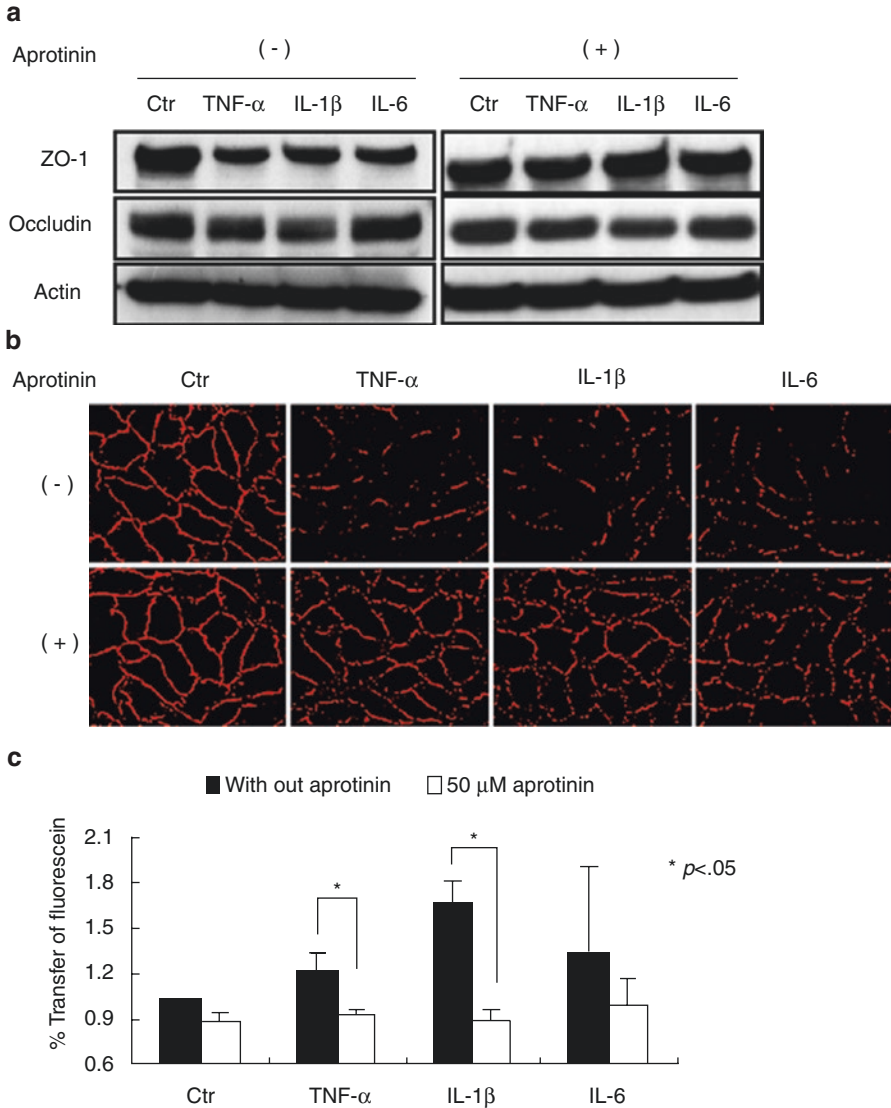 a
Aprotinin ( - ) ( + )
Ctr TNF-α IL-1β IL-6 Ctr TNF-α IL-1β IL-6
ZO-1
Occludin
Actin
b
Aprotinin Ctr TNF-α IL-1β IL-6
( - )
( + )
c
With out aprotinin 50 μM aprotinin
% Transfer of fluorescein
2.1
1.8
1.5
1.2
0.9
0.6
*
*
* p<.05
Ctr TNF-α IL-1β IL-6